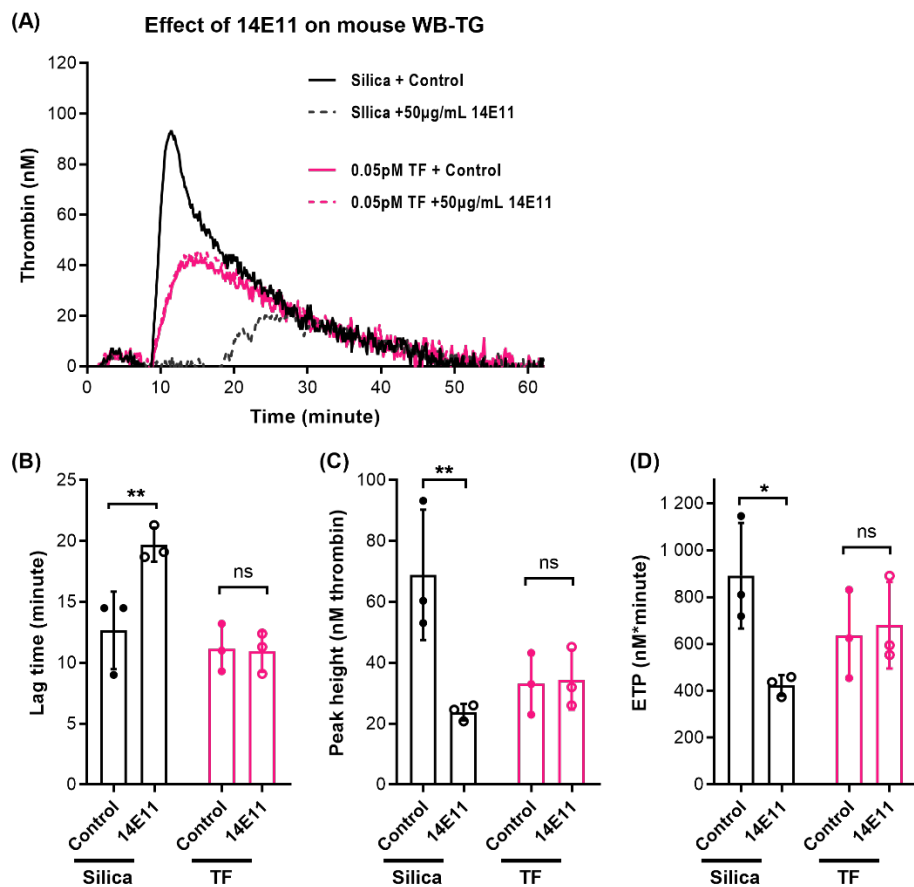 (A) Effect of 14E11 on mouse WB-TG
120
100
80
60
40
20
0
Thrombin (nM)
Silica + Control
SIlica +50µg/mL 14E11
0.05pM TF + Control
0.05pM TF +50µg/mL 14E11
0 10 20 30 40 50 60
Time (minute)
(B)
25
20
15
10
5
0
Lag time (minute)
**
ns
Control 14E11 Control 14E11
Silica TF
(C)
100
80
60
40
20
0
Peak height (nM thrombin)
**
ns
Control 14E11 Control 14E11
Silica TF
(D)
1 200
1 000
800
600
400
200
0
ETP (nM*minute)
*
ns
Control 14E11 Control 14E11
Silica TF